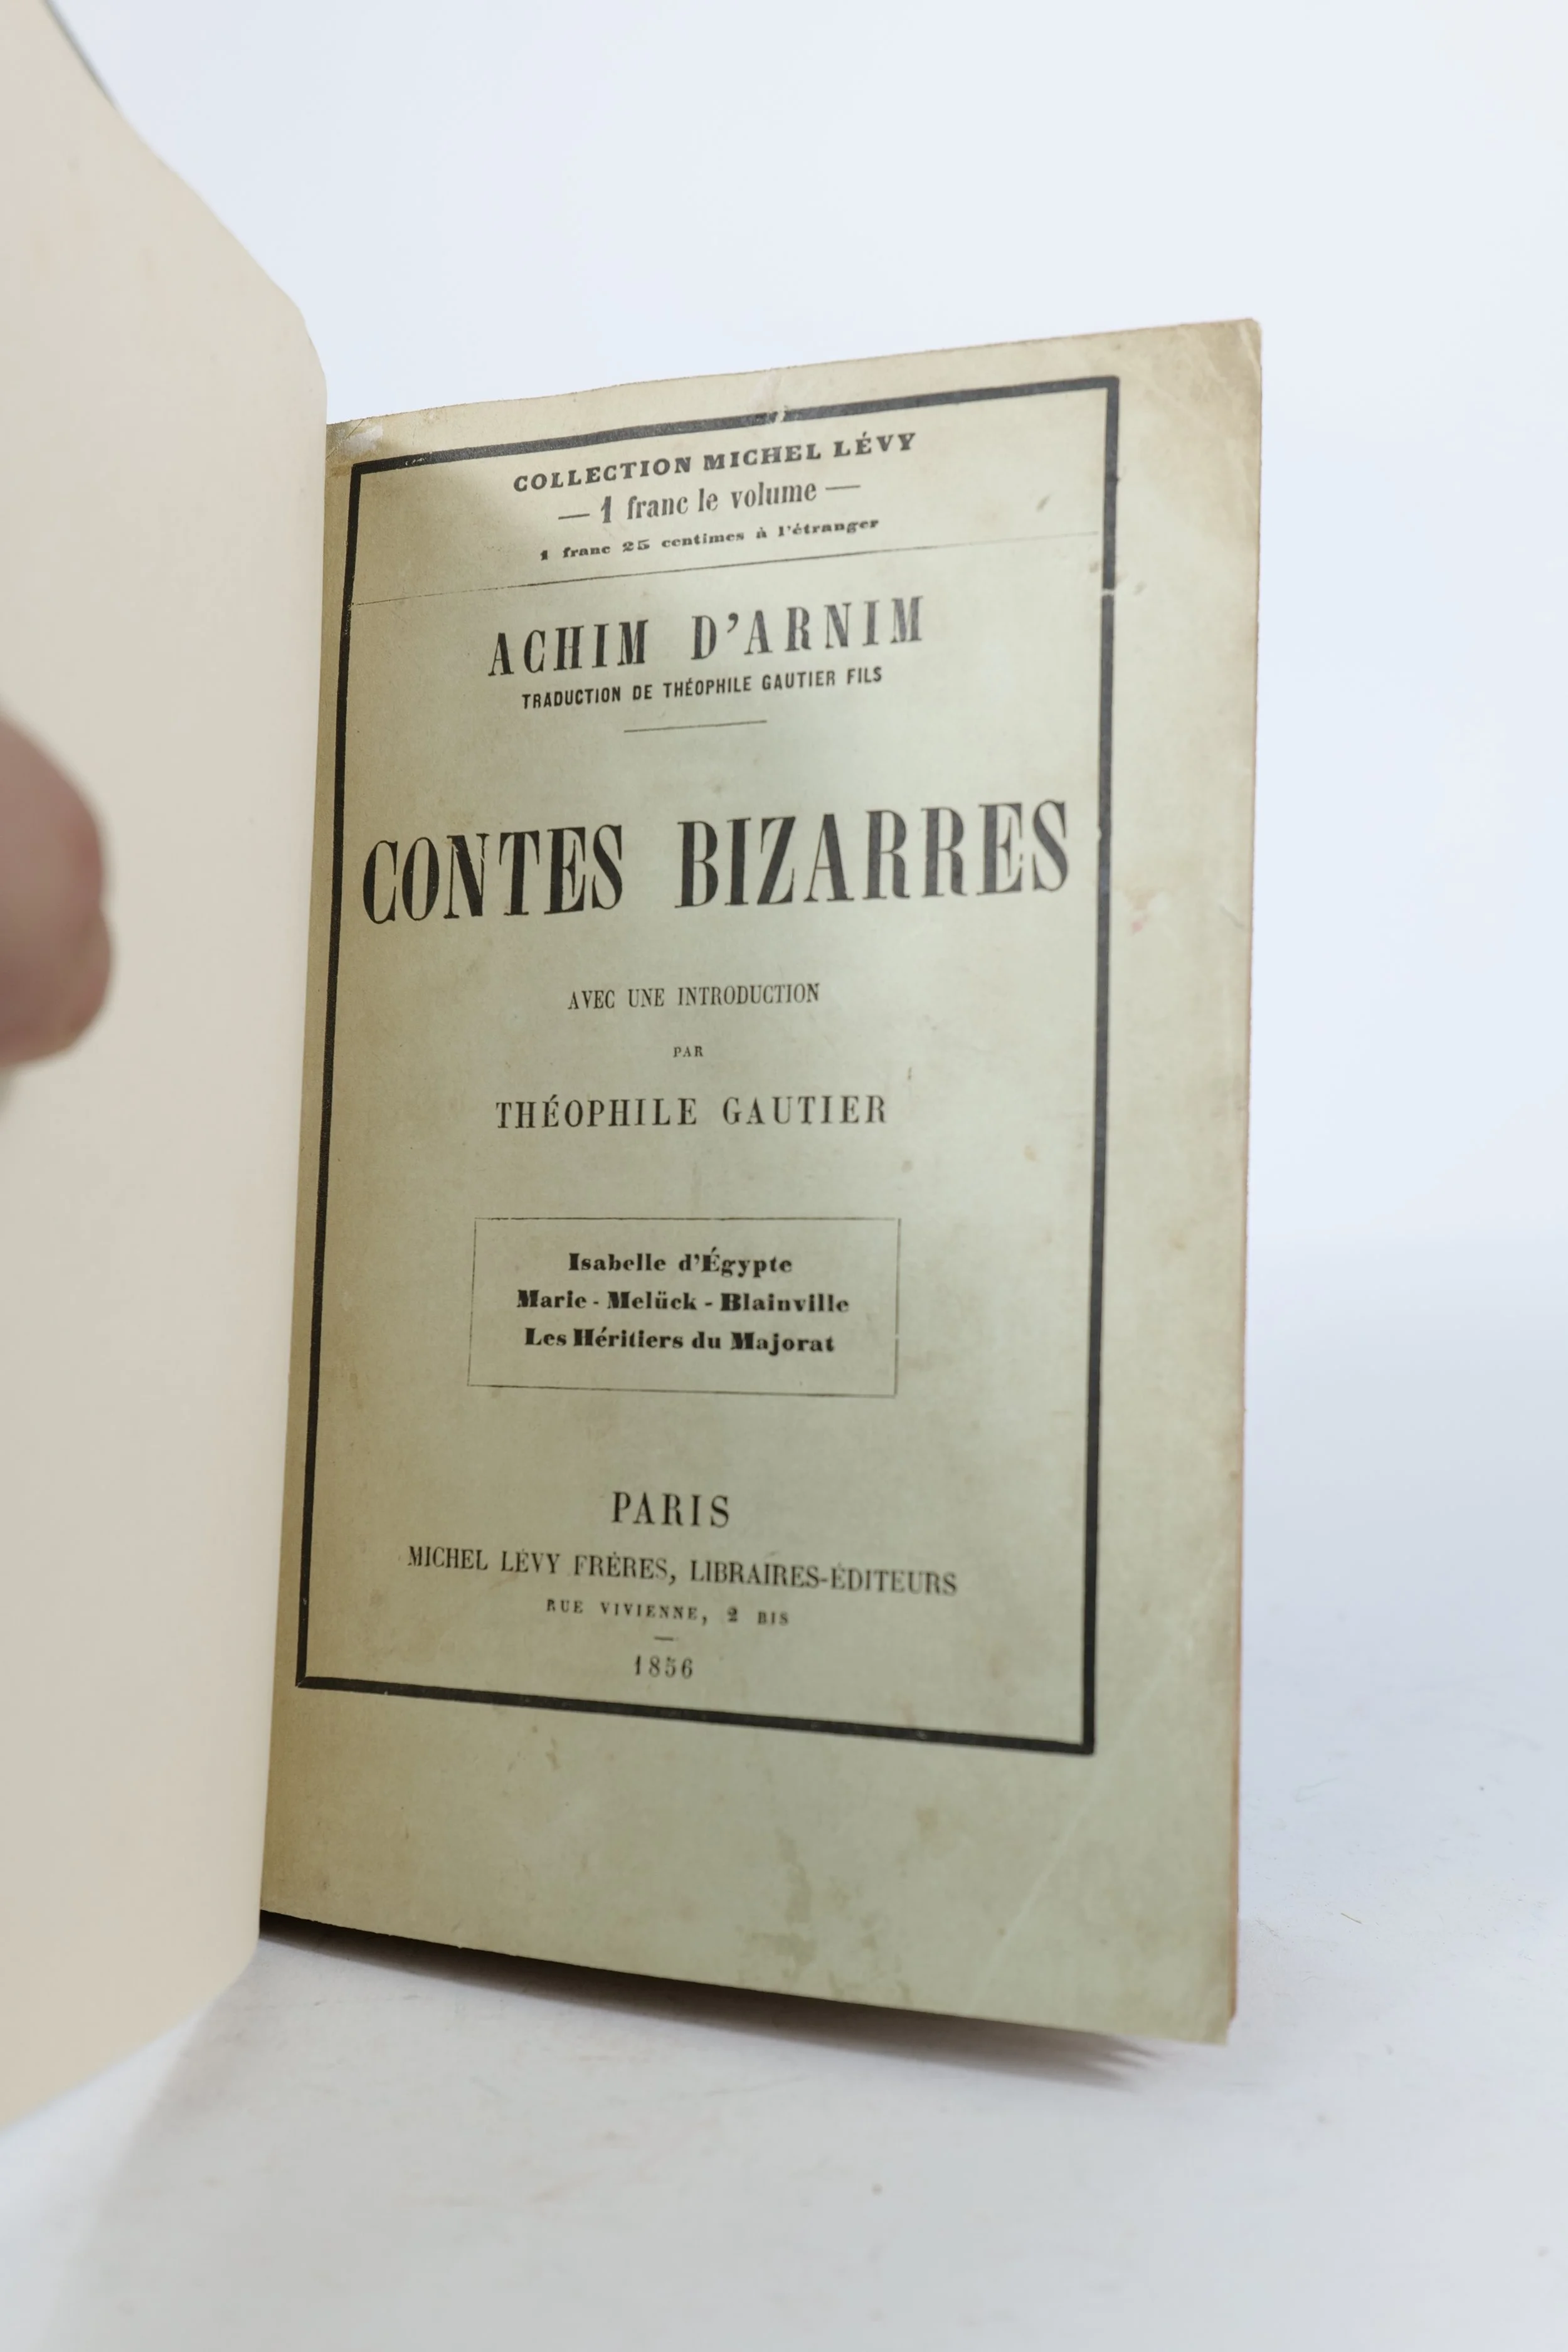 COLLECTION MICHEL LÉVY
— 1 franc le volume —
1 franc 25 centimes à l'étranger
ACHIM D'ARNIM
TRADUCTION DE THÉOPHILE GAUTIER FILS
CONTES BIZARRES
AVEC UNE INTRODUCTION
PAR
THÉOPHILE GAUTIER
Isabelle d'Égypte
Marie - Melück - Blainville
Les Héritiers du Majorat
PARIS
MICHEL LÉVY FRÈRES, LIBRAIRES-ÉDITEURS
RUE VIVIENNE, 2 BIS
—
1856